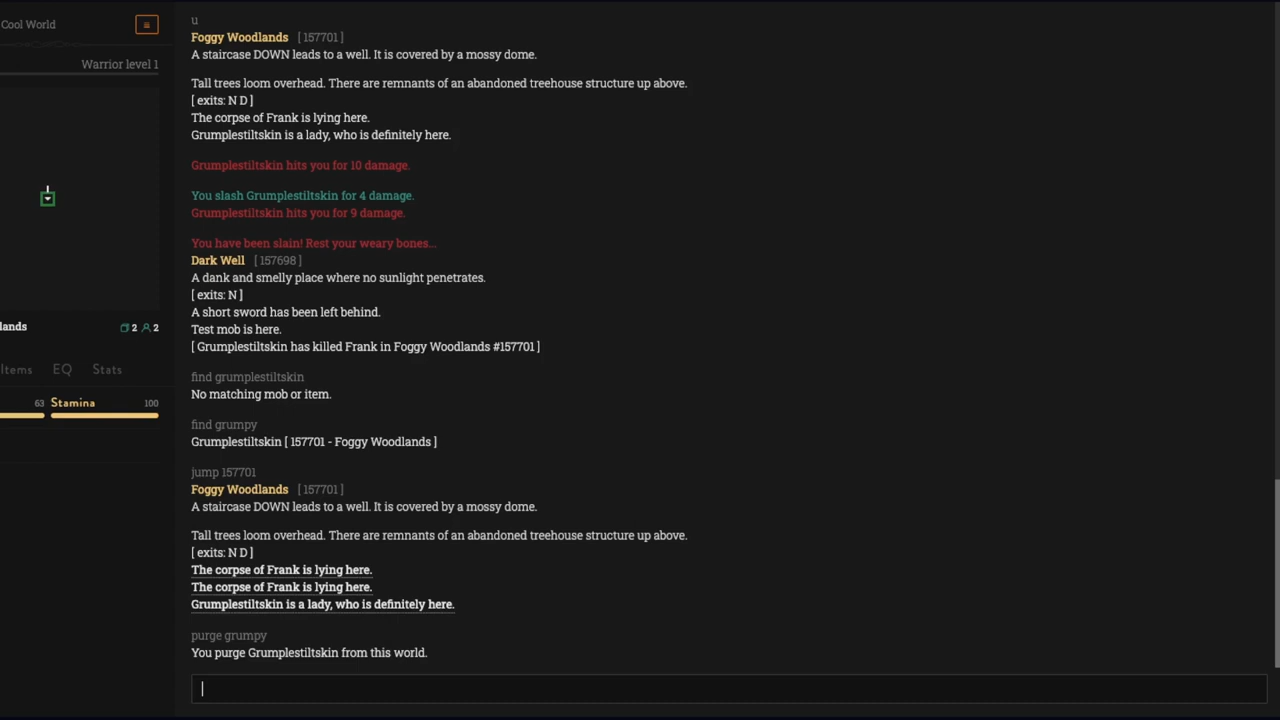 Cool World
Warrior level 1
lands
2 2
Items EQ Stats
63 Stamina 100
u
Foggy Woodlands [ 157701 ]
A staircase DOWN leads to a well. It is covered by a mossy dome.
Tall trees loom overhead. There are remnants of an abandoned treehouse structure up above.
[ exits: N D ]
The corpse of Frank is lying here.
Grumplestiltskin is a lady, who is definitely here.
Grumplestiltskin hits you for 10 damage.
You slash Grumplestiltskin for 4 damage.
Grumplestiltskin hits you for 9 damage.
You have been slain! Rest your weary bones...
Dark Well [ 157698 ]
A dank and smelly place where no sunlight penetrates.
[ exits: N ]
A short sword has been left behind.
Test mob is here.
[ Grumplestiltskin has killed Frank in Foggy Woodlands #157701 ]
find grumplestiltskin
No matching mob or item.
find grumpy
Grumplestiltskin [ 157701 - Foggy Woodlands ]
jump 157701
Foggy Woodlands [ 157701 ]
A staircase DOWN leads to a well. It is covered by a mossy dome.
Tall trees loom overhead. There are remnants of an abandoned treehouse structure up above.
[ exits: N D ]
The corpse of Frank is lying here.
The corpse of Frank is lying here.
Grumplestiltskin is a lady, who is definitely here.
purge grumpy
You purge Grumplestiltskin from this world.